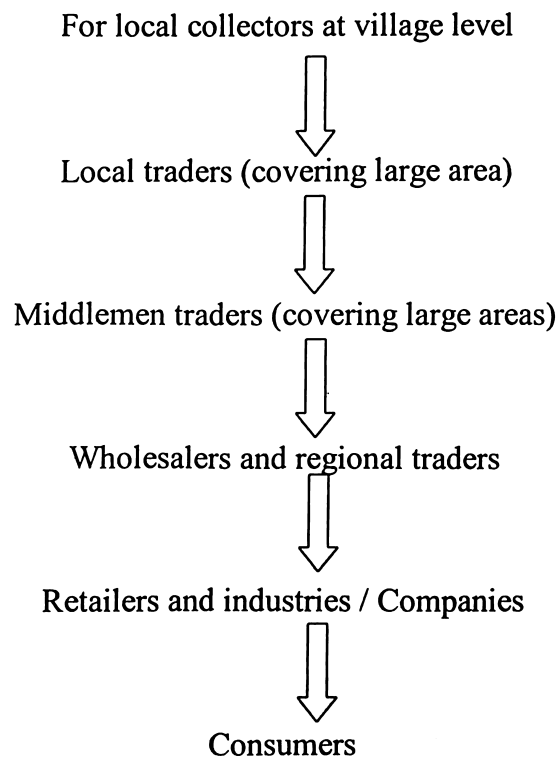 For local collectors at village level
Local traders (covering large area)
Middlemen traders (covering large areas)
Wholesalers and regional traders
Retailers and industries / Companies
Consumers